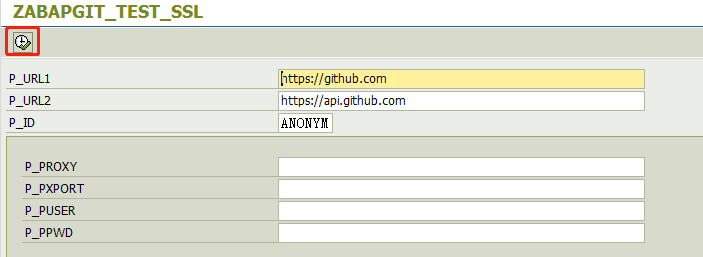 ZABAPGIT_TEST_SSL
P_URL1 https://github.com
P_URL2 https://api.github.com
P_ID ANONYM
P_PROXY
P_PXPORT
P_PUSER
P_PPWD